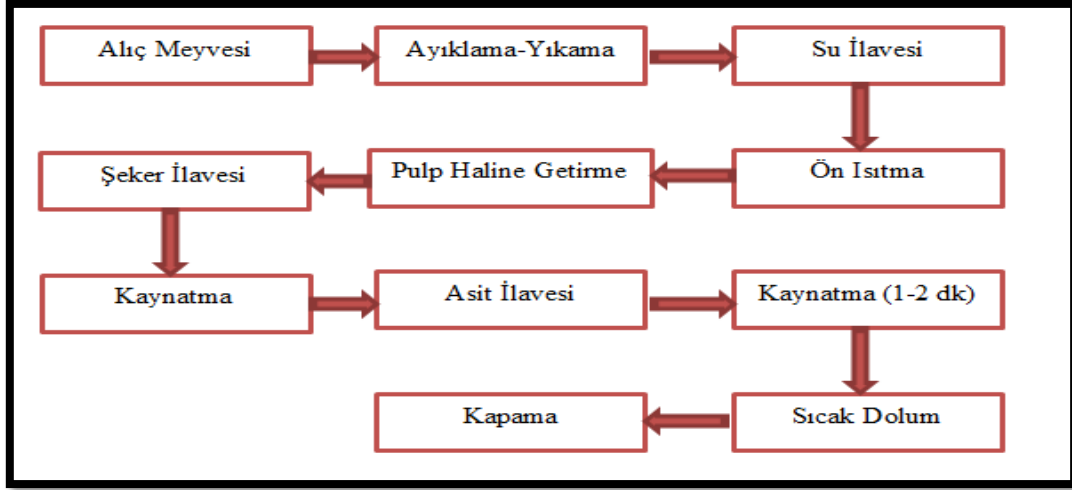 Alıç Meyvesi
Ayıklama-Yıkama
Su İlavesi
Ön Isıtma
Pulp Haline Getirme
Şeker İlavesi
Kaynatma
Asit İlavesi
Kaynatma (1-2 dk)
Sıcak Dolum
Kapama